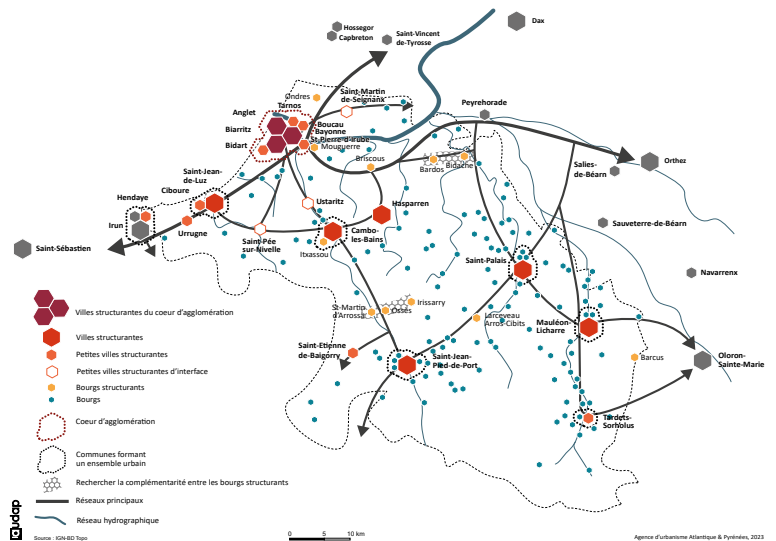 Dax
Hossegor
Capbreton
Saint-Vincent
de-Tyrosse
Ondres
Tarnos
Saint-Martin
de-Seignanx
Peyrehorade
Anglet
Boucau
Biarritz
Bayonne
St-Pierre-d'Irube
Mouguerre
Bidart
Briscous
Bardos
Bidache
Orthez
Salies-
de-Béarn
Saint-Jean-
de-Luz
Ciboure
Hendaye
Ustaritz
Hasparren
Irun
Urrugne
Cambo-
les-Bains
Sauveterre-de-Béarn
Saint-Sébastien
Saint-Pée
sur-Nivelle
Itxassou
Saint-Palais
Navarrenx
St-Martin
d'Arrossa
Ossès
Irissarry
Larceveau
Arros-Cibits
Mauléon-
Licharre
Saint-Etienne
de-Baïgorry
Saint-Jean-
Pied-de-Port
Barcus
Oloron-
Sainte-Marie
Tardets-
Sorholus
Villes structurantes du coeur d'agglomération
Villes structurantes
Petites villes structurantes
Petites villes structurantes d'interface
Bourgs structurants
Bourgs
Coeur d'agglomération
Communes formant
un ensemble urbain
Rechercher la complémentarité entre les bourgs structurants
Réseaux principaux
Réseau hydrographique
audap
Source : IGN-BD Topo
0 5 10 km
Agence d'urbanisme Atlantique & Pyrénées, 2023